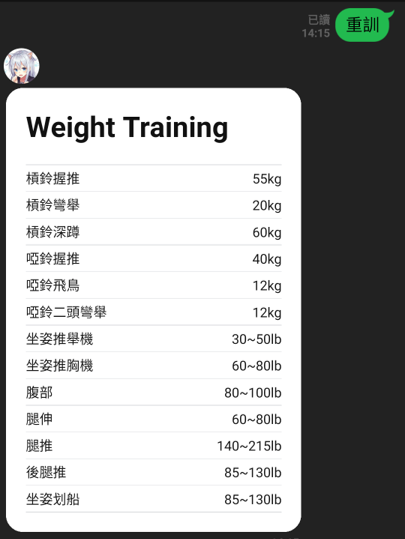 已讀
14:15
重訓
Weight Training
槓鈴握推 55kg
槓鈴彎舉 20kg
槓鈴深蹲 60kg
啞鈴握推 40kg
啞鈴飛鳥 12kg
啞鈴二頭彎舉 12kg
坐姿推舉機 30~50lb
坐姿推胸機 60~80lb
腹部 80~100lb
腿伸 60~80lb
腿推 140~215lb
後腿推 85~130lb
坐姿划船 85~130lb